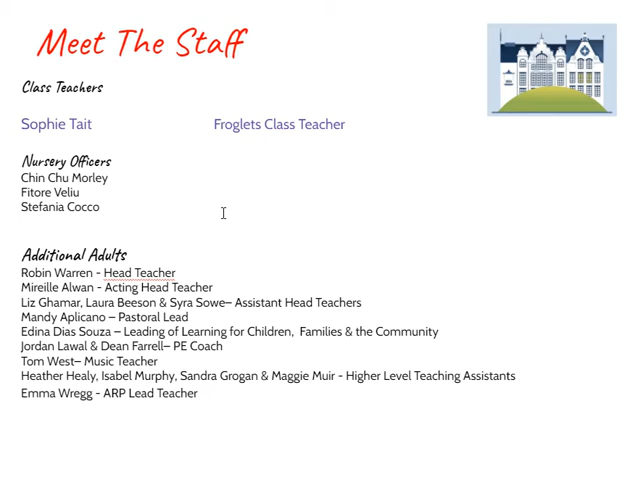 Meet The Staff
Class Teachers
Sophie Tait Froglets Class Teacher
Nursery Officers
Chin Chu Morley
Fitore Veliu
Stefania Cocco
Additional Adults
Robin Warren - Head Teacher
Mireille Alwan - Acting Head Teacher
Liz Ghamar, Laura Beeson & Syra Sowe– Assistant Head Teachers
Mandy Aplicano – Pastoral Lead
Edina Dias Souza – Leading of Learning for Children, Families & the Community
Jordan Lawal & Dean Farrell– PE Coach
Tom West– Music Teacher
Heather Healy, Isabel Murphy, Sandra Grogan & Maggie Muir - Higher Level Teaching Assistants
Emma Wregg - ARP Lead Teacher